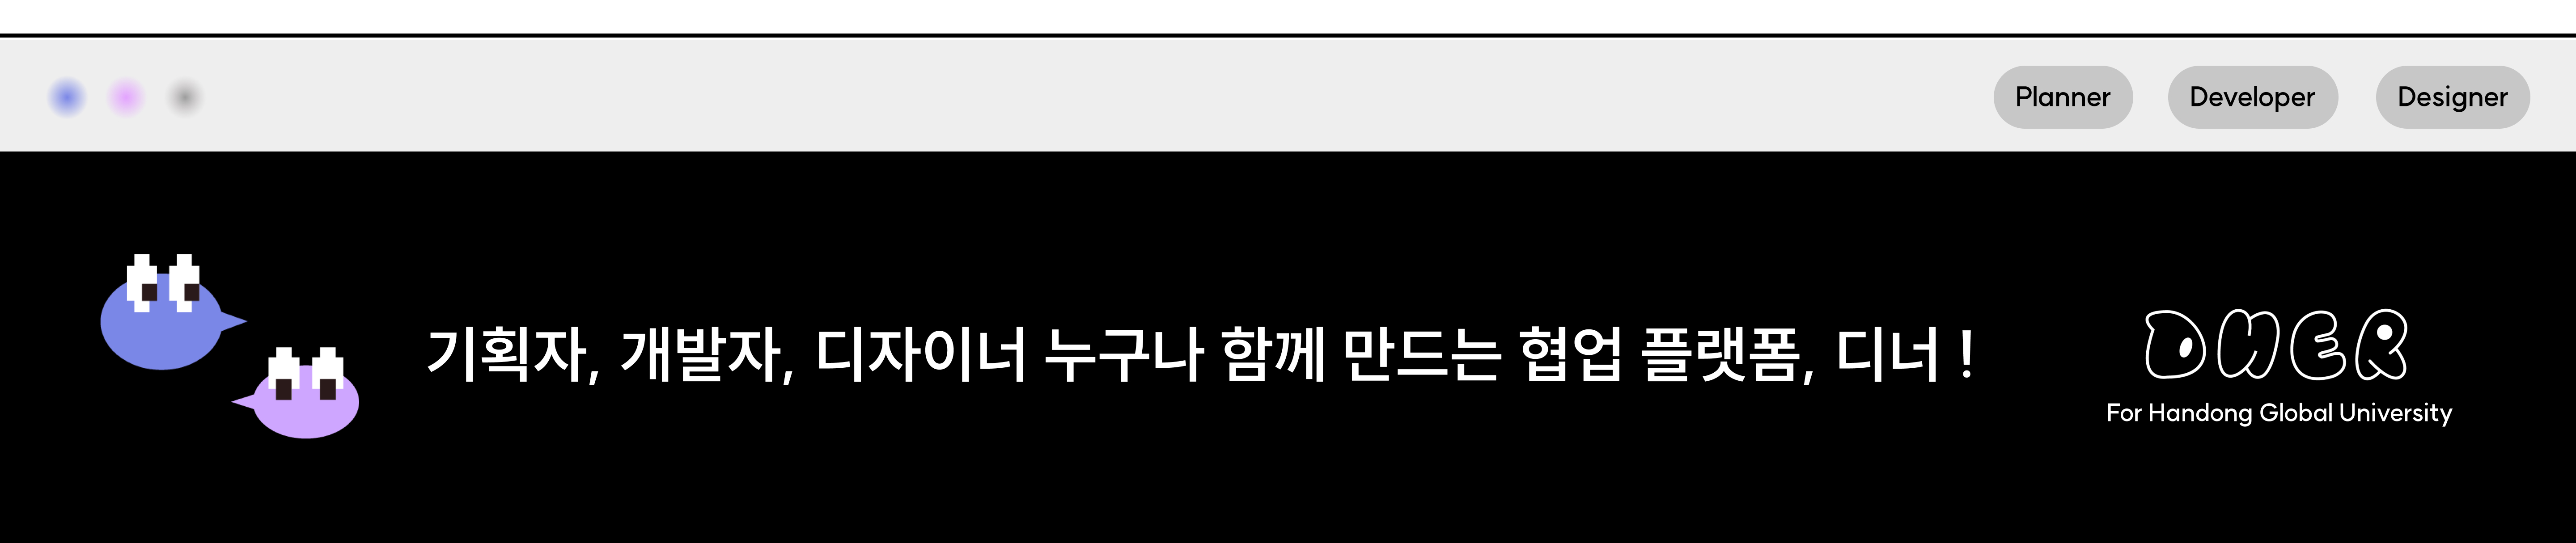 Planner
Developer
Designer
기획자, 개발자, 디자이너 누구나 함께 만드는 협업 플랫폼, 디너 !
DNER
For Handong Global University